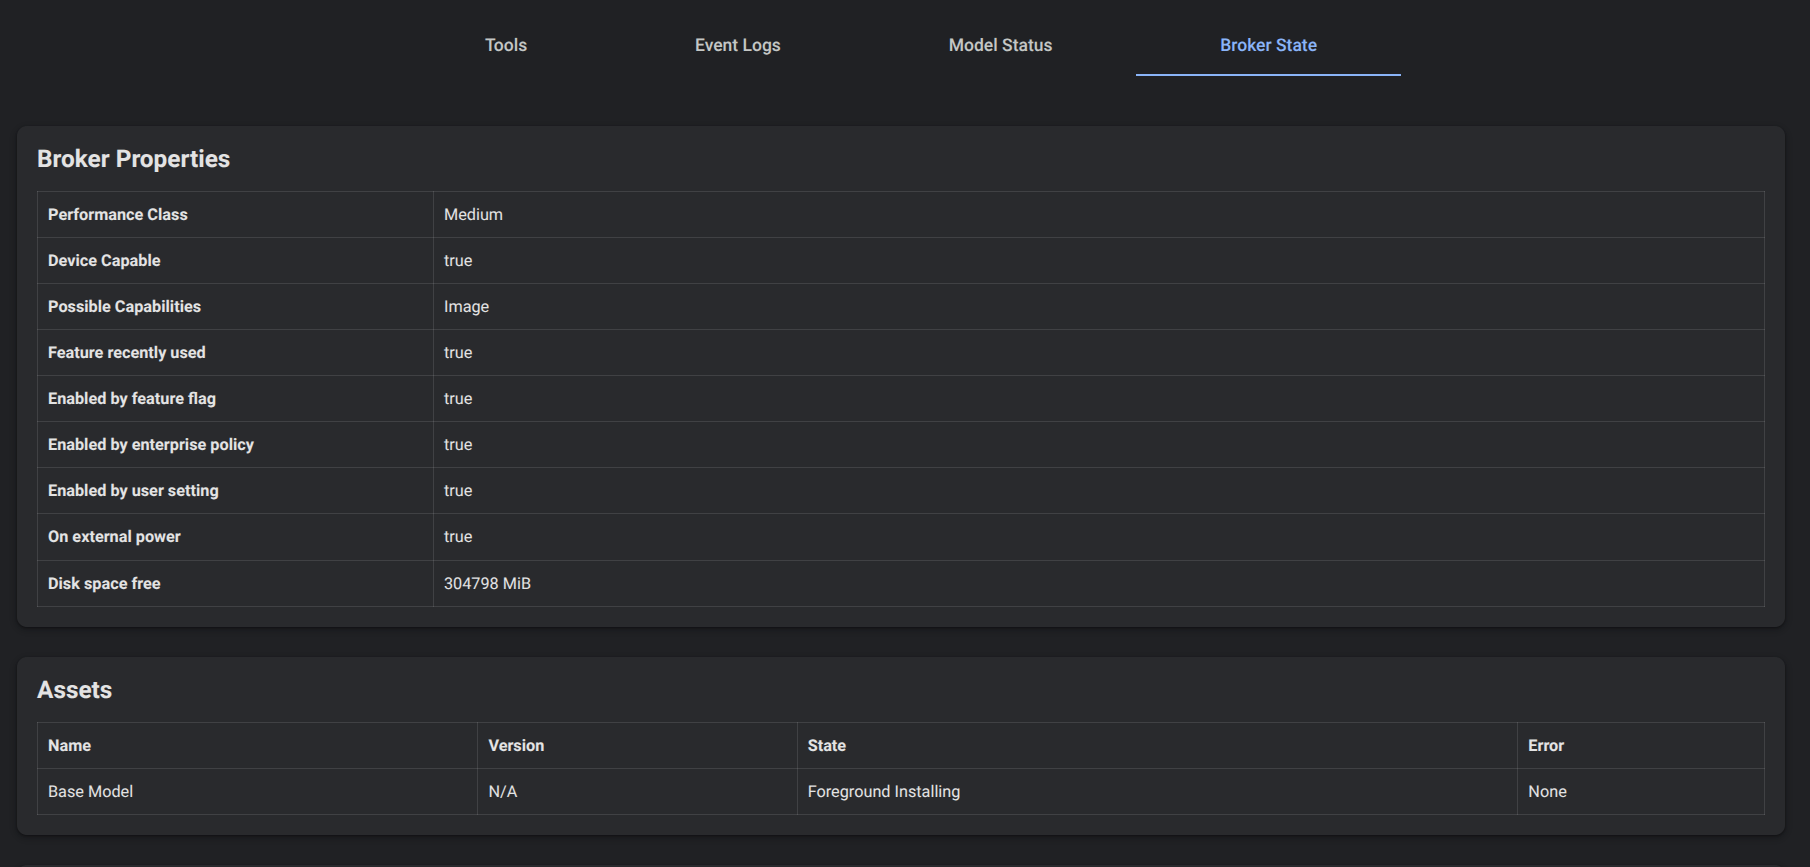 Tools Event Logs Model Status Broker State
Broker Properties
Performance Class Medium
Device Capable true
Possible Capabilities Image
Feature recently used true
Enabled by feature flag true
Enabled by enterprise policy true
Enabled by user setting true
On external power true
Disk space free 304798 MiB
Assets
Name Version State Error
Base Model N/A Foreground Installing None